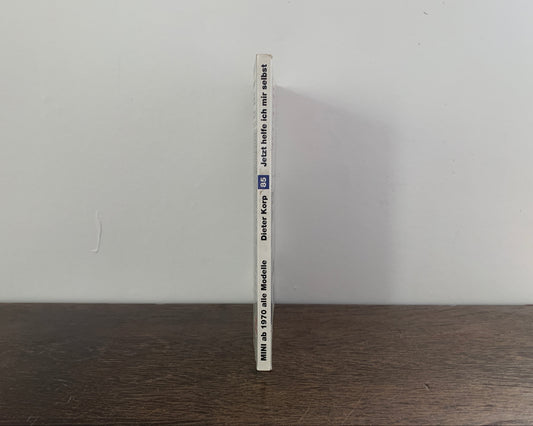 MINI ab 1970 alle Modelle Dieter Korp 85 Jetzt helfe ich mir selbst